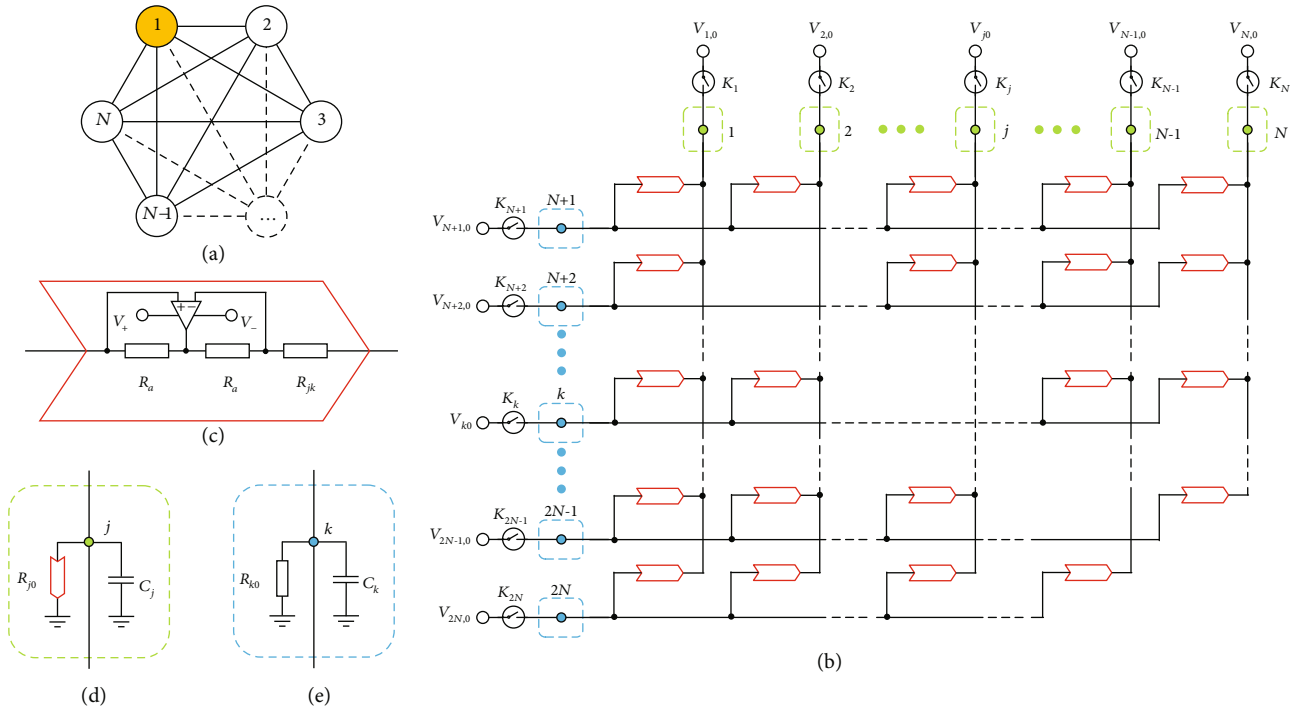 1
2
N
3
N-1
...
(a)
V+
+
−
V−
Ra
Ra
Rjk
(c)
j
Rj0
Cj
(d)
k
Rk0
Ck
(e)
V1,0 V2,0 Vj0 VN-1,0 VN,0
K1 K2 Kj KN-1 KN
1 2 j N-1 N
KN+1 N+1
VN+1,0
KN+2 N+2
VN+2,0
Kk k
Vk0
K2N-1 2N-1
V2N-1,0
K2N 2N
V2N,0
(b)